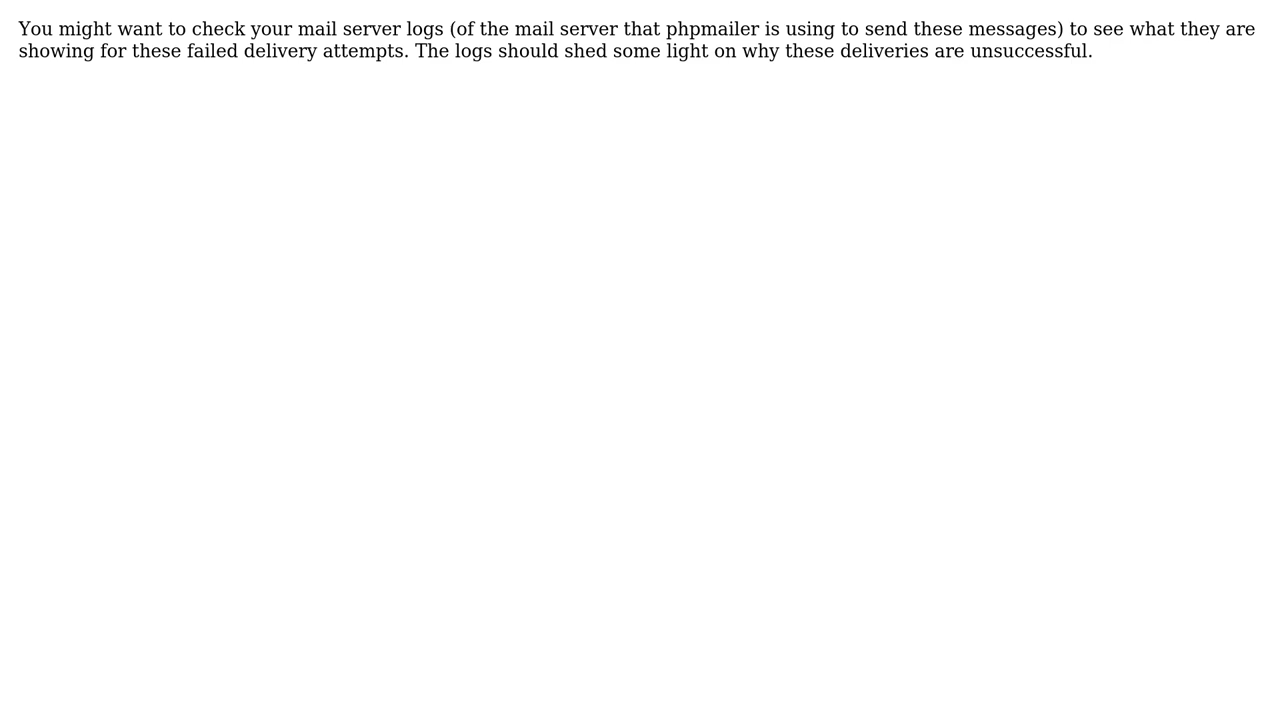 You might want to check your mail server logs (of the mail server that phpmailer is using to send these messages) to see what they are
showing for these failed delivery attempts. The logs should shed some light on why these deliveries are unsuccessful.